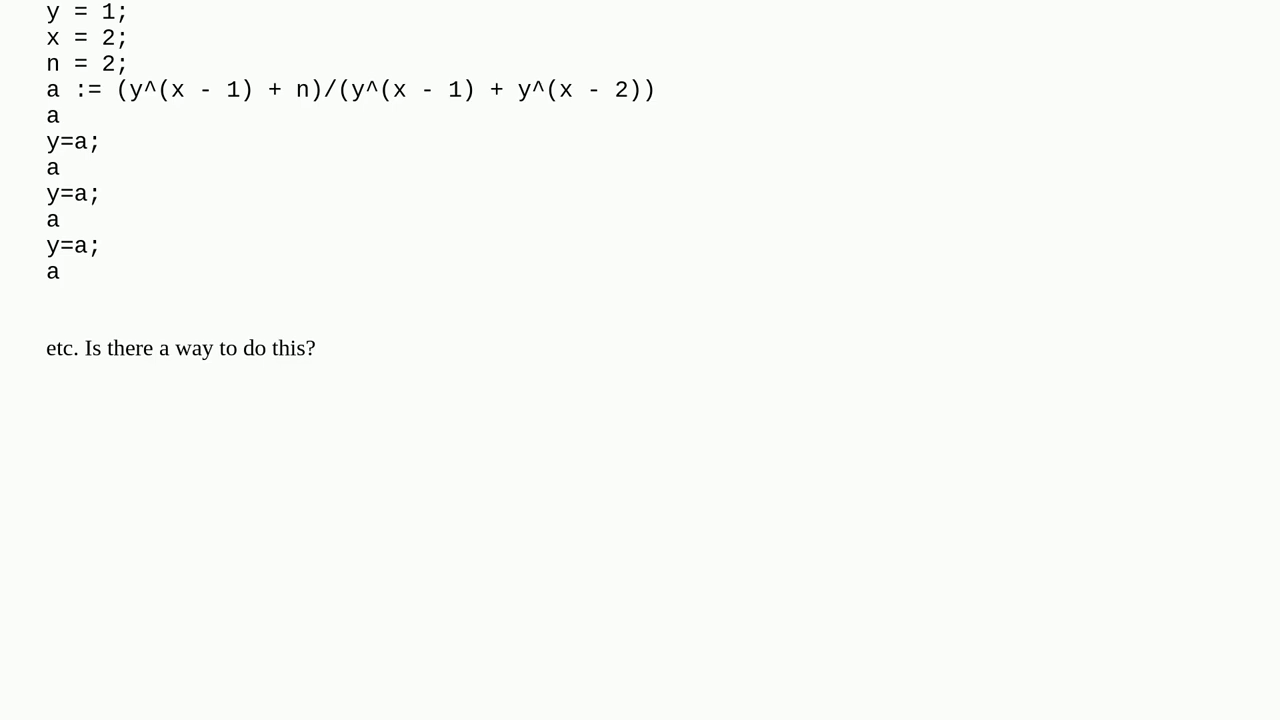 y = 1;
x = 2;
n = 2;
a := (y^(x - 1) + n)/(y^(x - 1) + y^(x - 2))
a
y=a;
a
y=a;
a
y=a;
a
etc. Is there a way to do this?